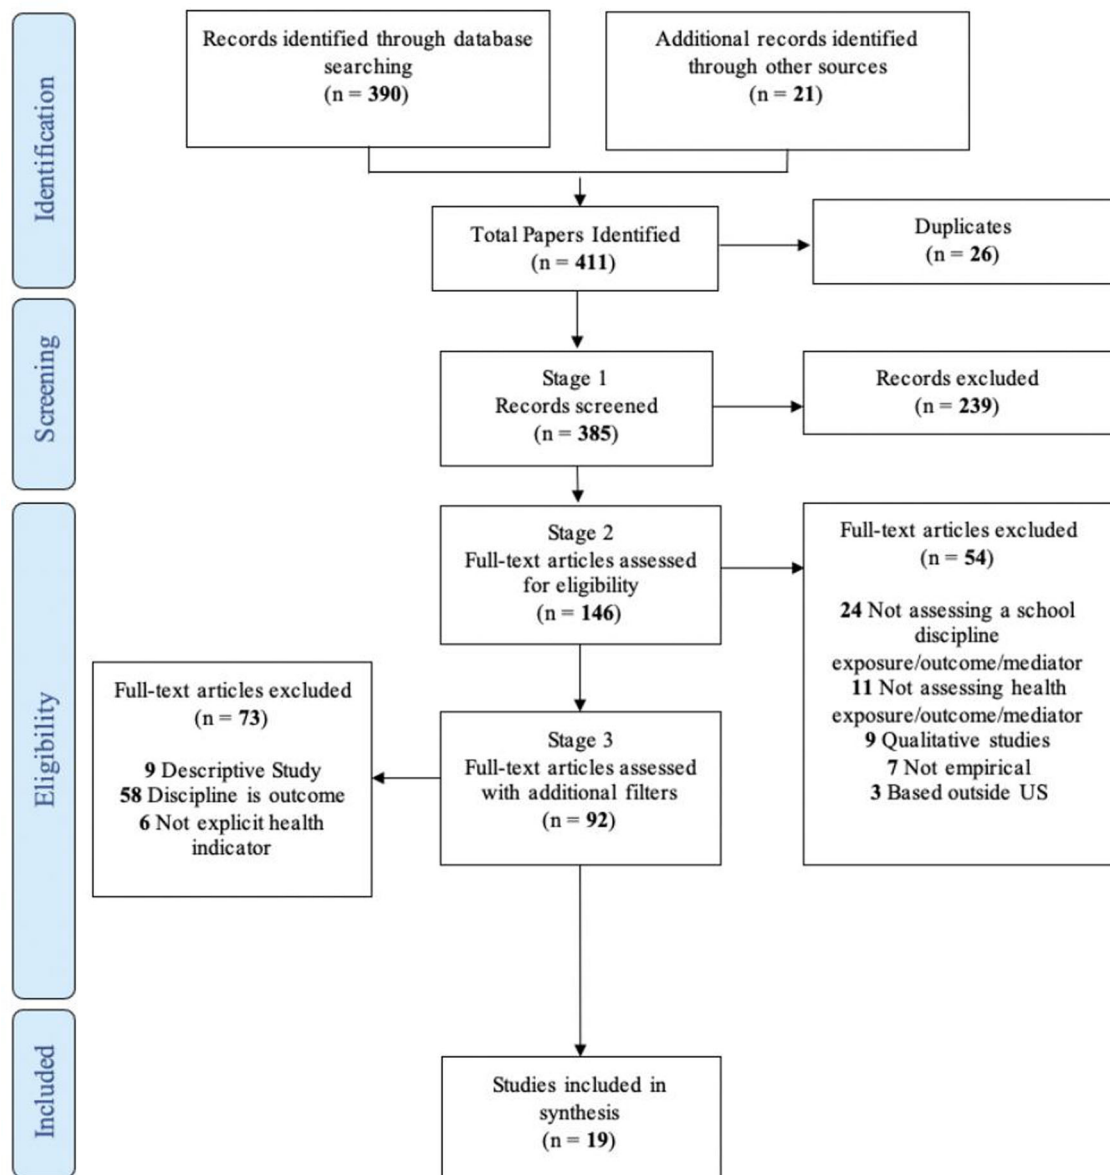 Identification
Records identified through database
searching
(n = 390)
Additional records identified
through other sources
(n = 21)
Total Papers Identified
(n = 411)
Duplicates
(n = 26)
Screening
Stage 1
Records screened
(n = 385)
Records excluded
(n = 239)
Eligibility
Stage 2
Full-text articles assessed
for eligibility
(n = 146)
Full-text articles excluded
(n = 54)
24 Not assessing a school
discipline
exposure/outcome/mediator
11 Not assessing health
exposure/outcome/mediator
9 Qualitative studies
7 Not empirical
3 Based outside US
Stage 3
Full-text articles assessed
with additional filters
(n = 92)
Full-text articles excluded
(n = 73)
9 Descriptive Study
58 Discipline is outcome
6 Not explicit health
indicator
Included
Studies included in
synthesis
(n = 19)